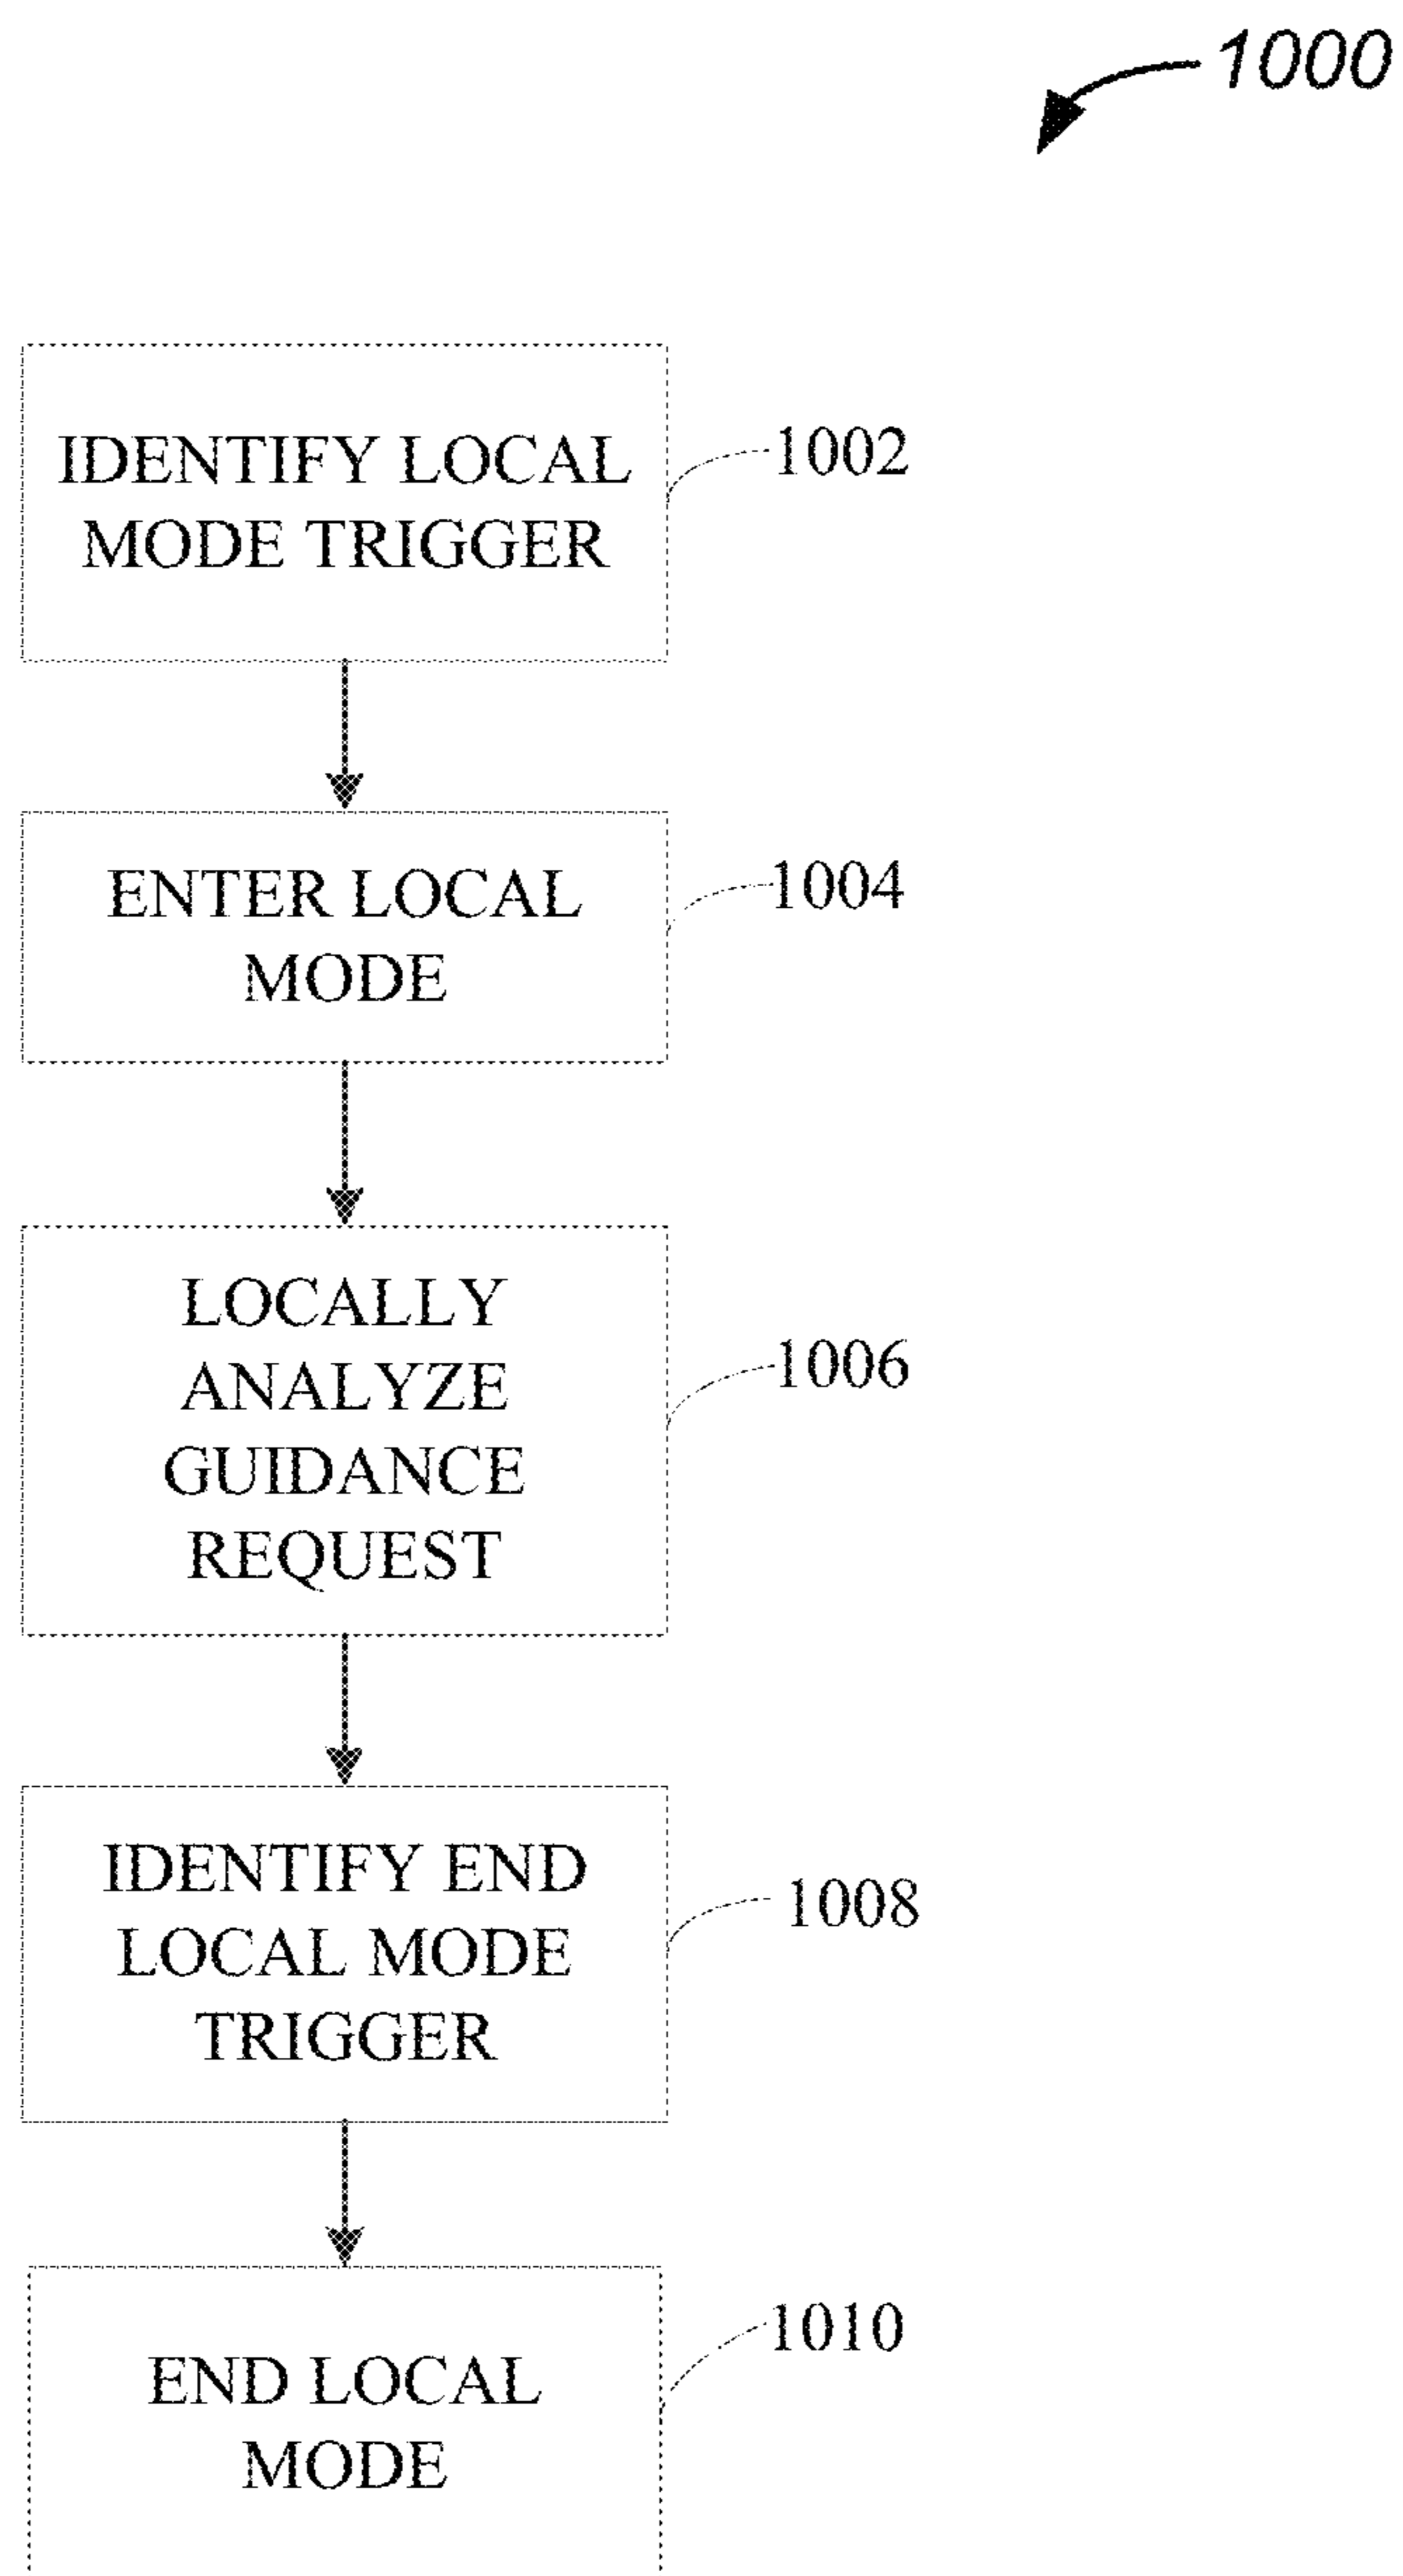 1000
IDENTIFY LOCAL
MODE TRIGGER
1002
ENTER LOCAL
MODE
1004
LOCALLY
ANALYZE
GUIDANCE
REQUEST
1006
IDENTIFY END
LOCAL MODE
TRIGGER
1008
END LOCAL
MODE
1010